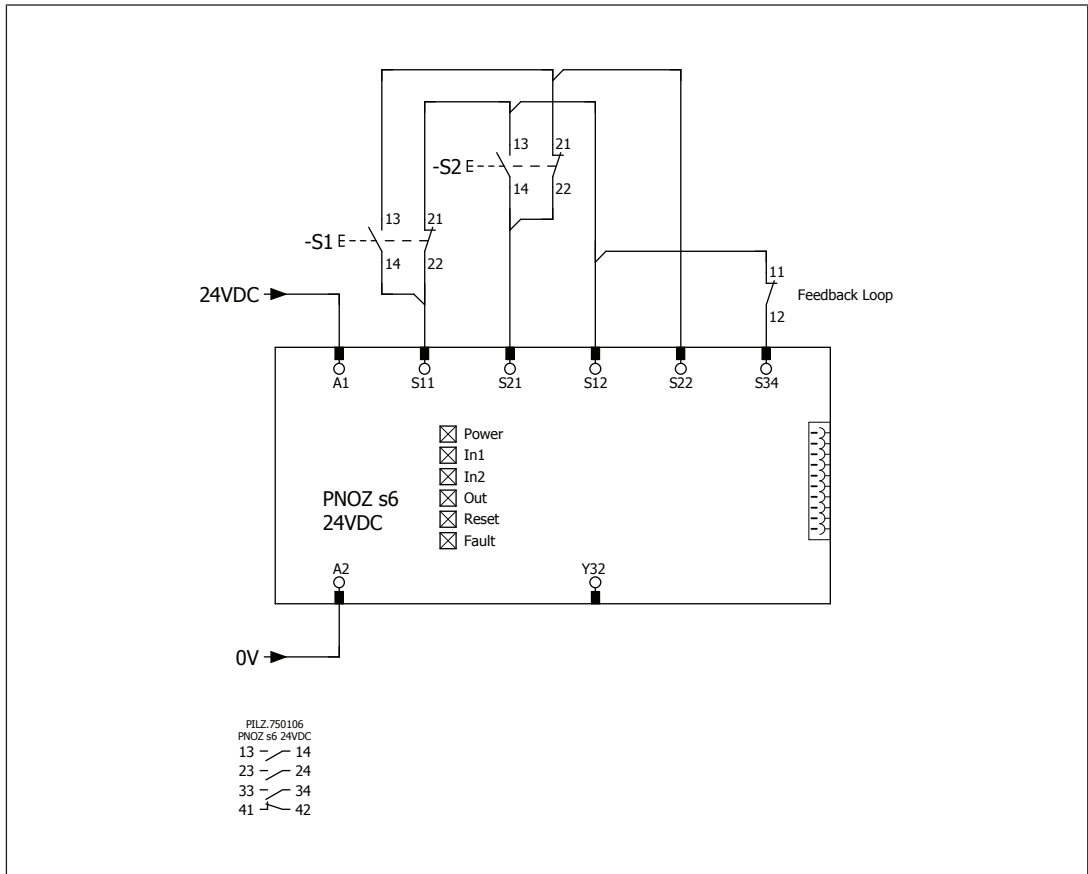 13 21
-S2
14 22
13 21
-S1
14 22
11
24VDC
Feedback Loop
12
A1 S11 S21 S12 S22 S34
Power
In1
In2
PNOZ s6
Out
24VDC
Reset
Fault
A2 Y32
0V
PILZ.750106
PNOZ s6 24VDC
13 14
23 24
33 34
41 42